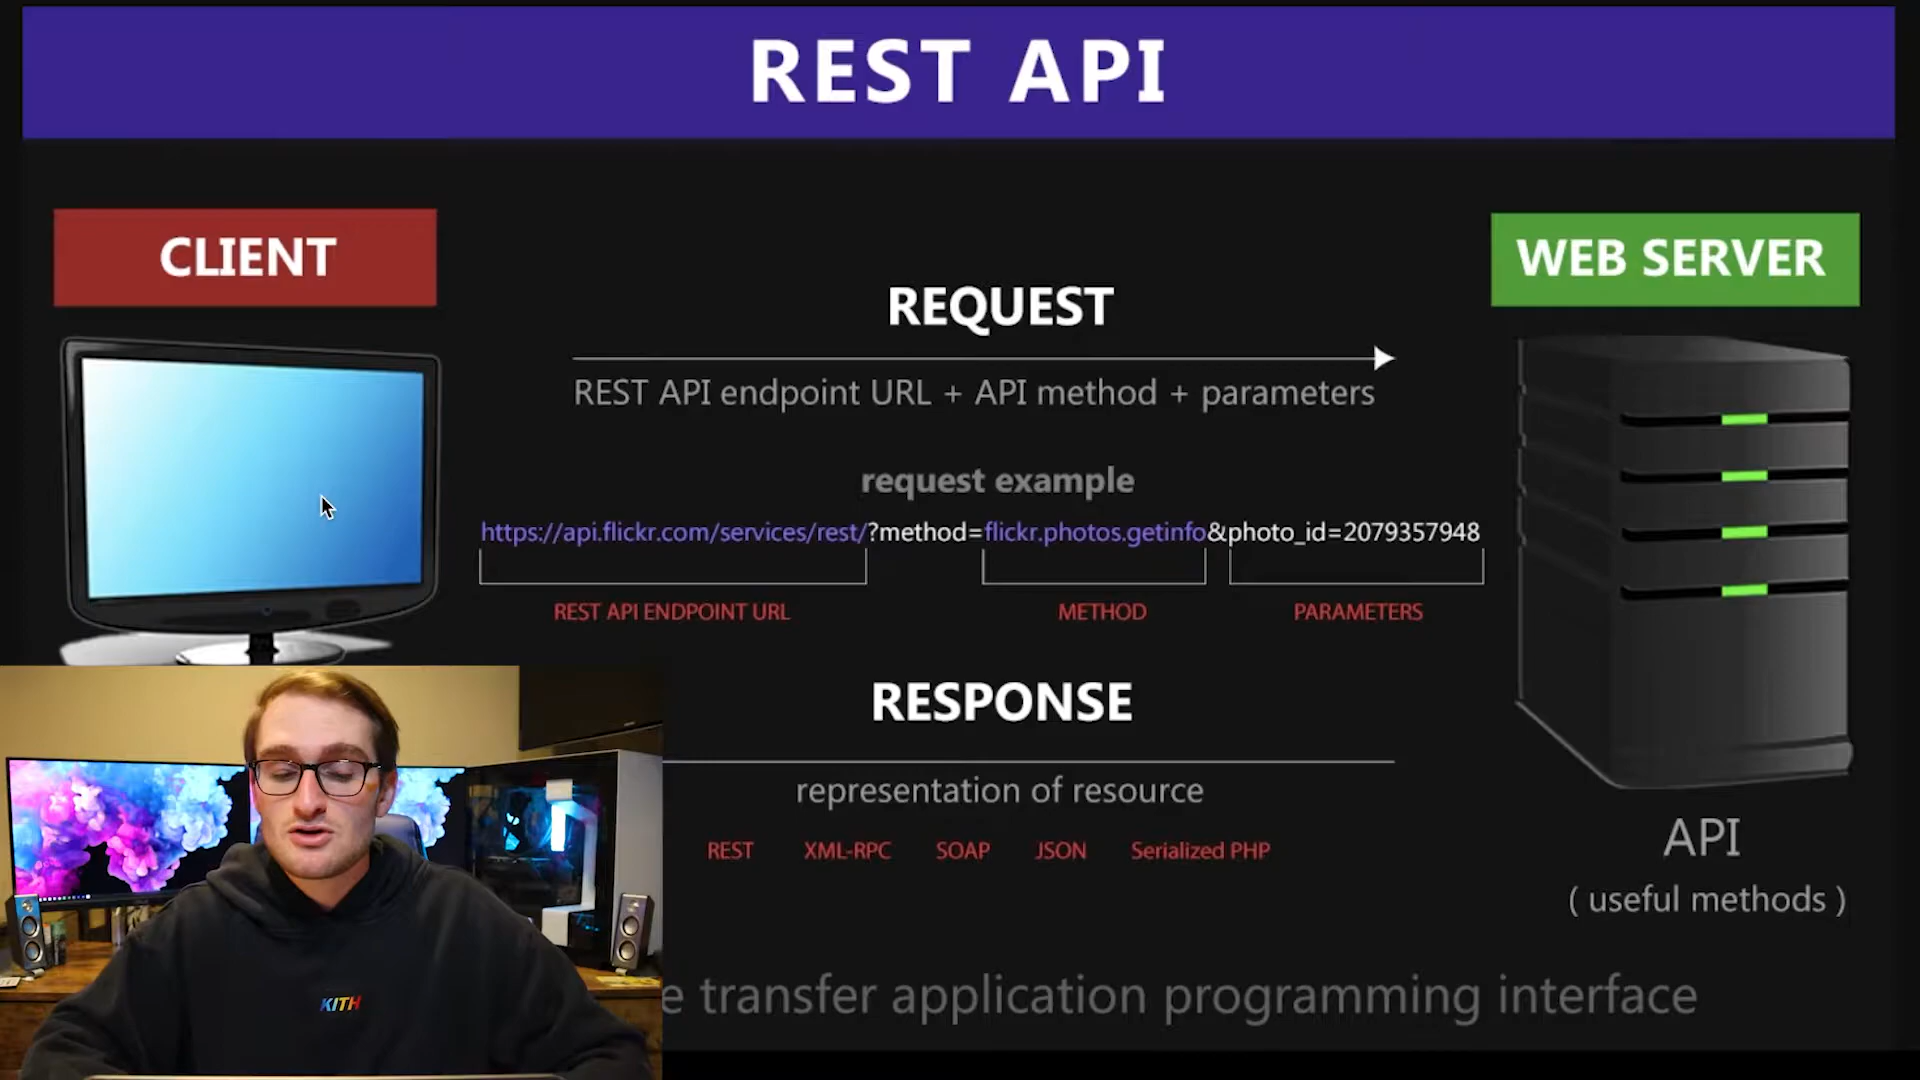 REST API
CLIENT
WEB SERVER
REQUEST
REST API endpoint URL + API method + parameters
request example
https://api.flickr.com/services/rest/?method=flickr.photos.getinfo&photo_id=2079357948
REST API ENDPOINT URL
METHOD
PARAMETERS
RESPONSE
representation of resource
REST
XML-RPC
SOAP
JSON
Serialized PHP
API
( useful methods )
e transfer application programming interface
KITH